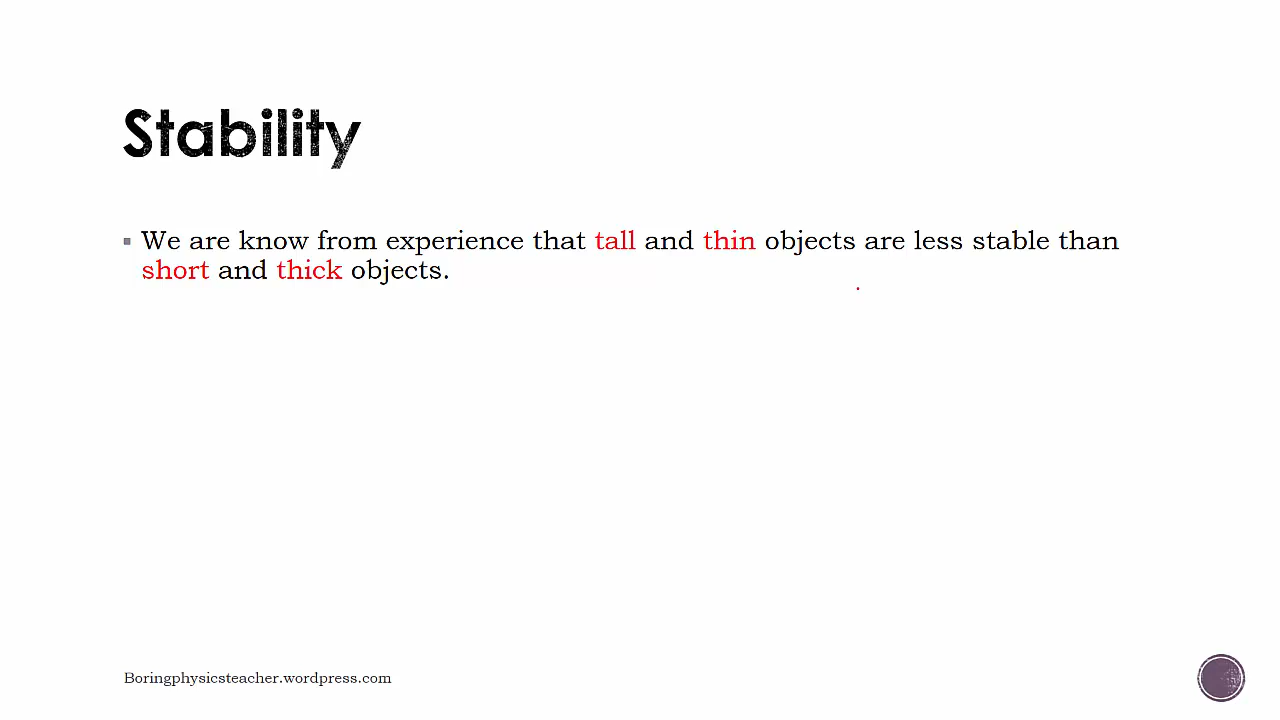 Stability
▪ We are know from experience that tall and thin objects are less stable than
short and thick objects.
Boringphysicsteacher.wordpress.com